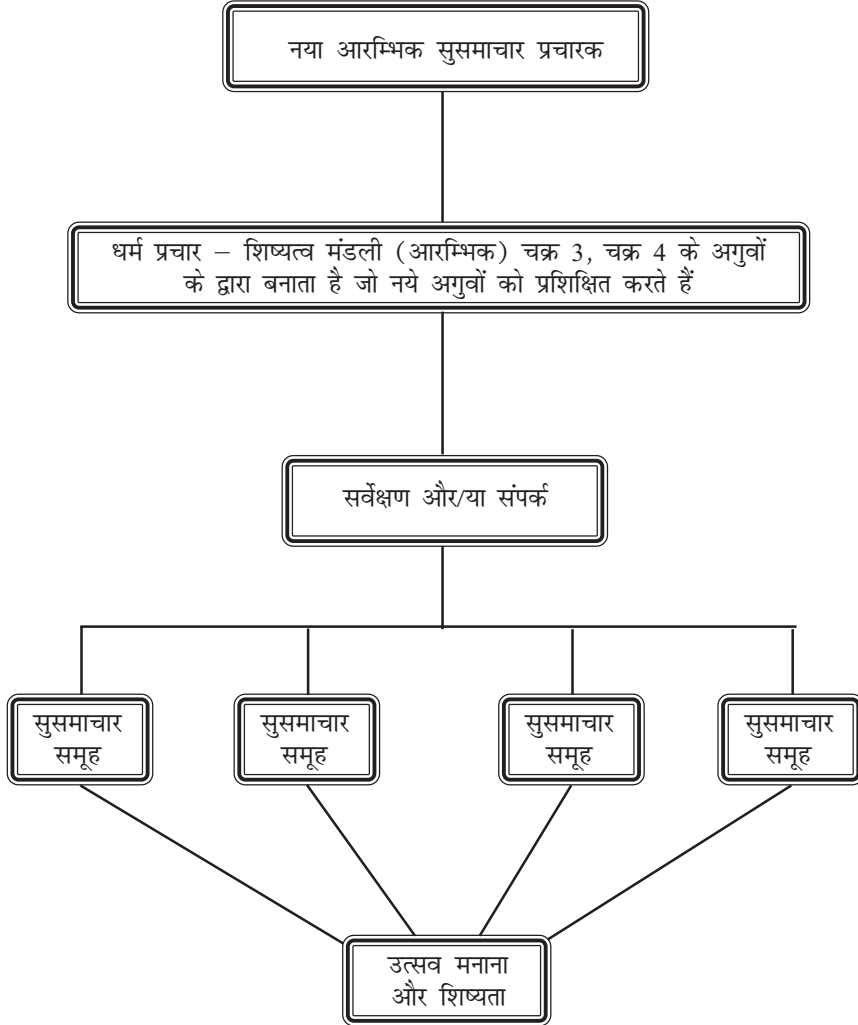 नया आरम्भिक सुसमाचार प्रचारक
धर्म प्रचार – शिष्यत्व मंडली (आरम्भिक) चक्र 3, चक्र 4 के अगुवों
के द्वारा बनाता है जो नये अगुवों को प्रशिक्षित करते हैं
सर्वेक्षण और/या संपर्क
सुसमाचार
समूह
सुसमाचार
समूह
सुसमाचार
समूह
सुसमाचार
समूह
उत्सव मनाना
और शिष्यता